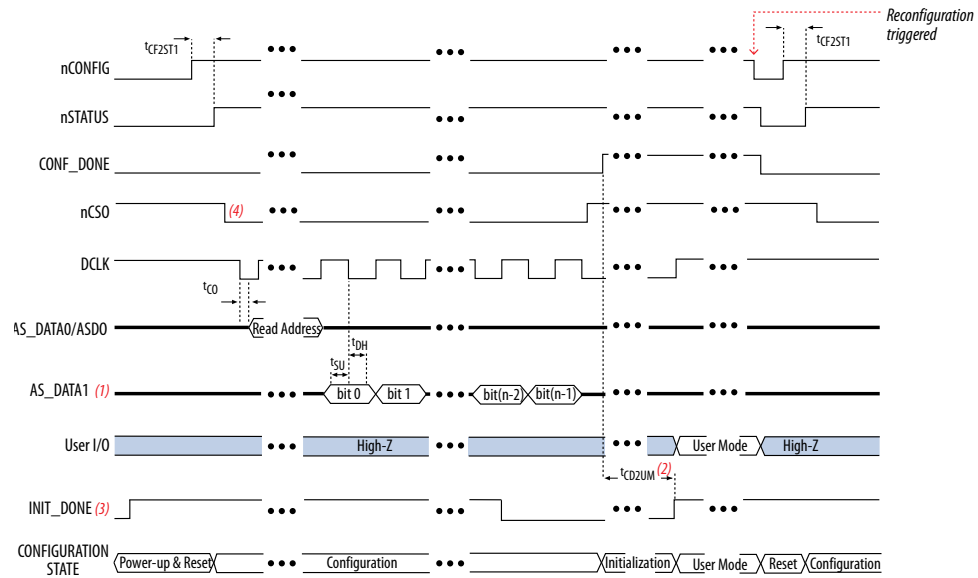 Reconfiguration
triggered
tCF2ST1
tCF2ST1
nCONFIG
nSTATUS
CONF_DONE
nCSO (4)
DCLK
tCO
AS_DATA0/ASDO Read Address
tDH
tSU
AS_DATA1 (1) bit 0 bit 1 bit(n-2) bit(n-1)
User I/O High-Z User Mode High-Z
tCD2UM (2)
INIT_DONE (3)
CONFIGURATION
STATE Power-up & Reset Configuration Initialization User Mode Reset Configuration